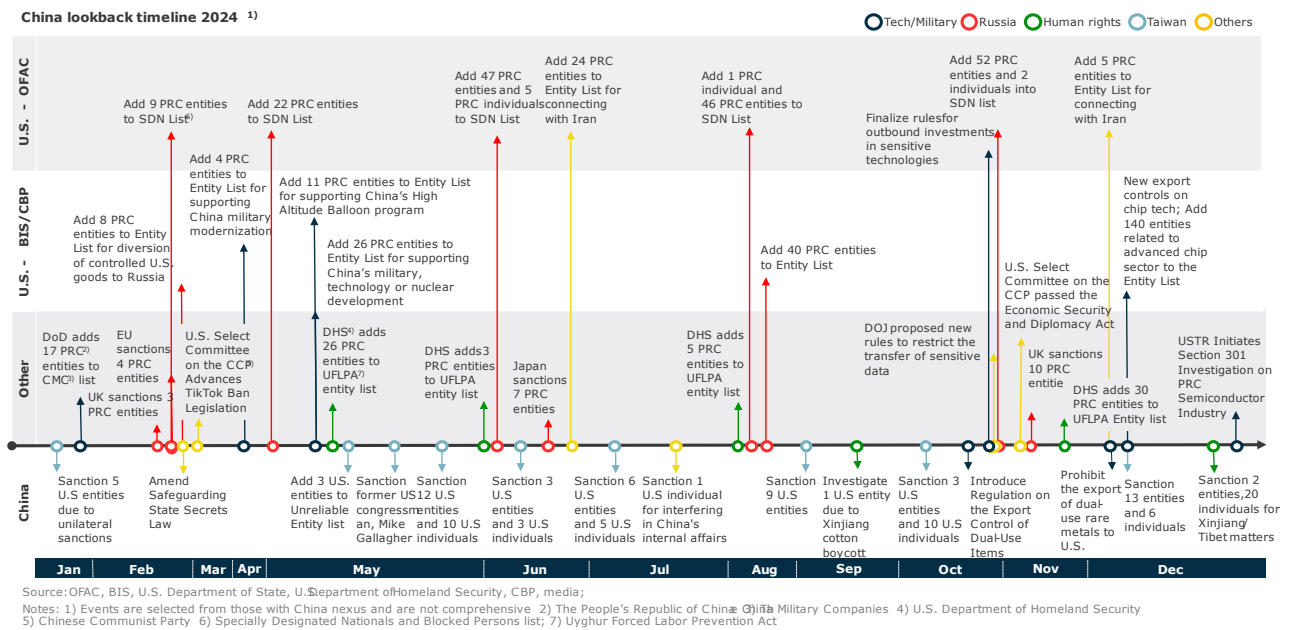 China lookback timeline 2024 1)
Tech/Military
Russia
Human rights
Taiwan
Others
U.S. - OFAC
Add 9 PRC entities
to SDN List6)
Add 22 PRC entities
to SDN List
Add 47 PRC
entities and 5
PRC individuals
to SDN List
Add 24 PRC
entities to
Entity List for
connecting
with Iran
Add 1 PRC
individual and
46 PRC entities to
SDN List
Finalize rulesfor
outbound investments
in sensitive
technologies
Add 52 PRC
entities and 2
individuals into
SDN list
Add 5 PRC
entities to
Entity List for
connecting
with Iran
U.S. - BIS/CBP
Add 8 PRC
entities to Entity
List for diversion
of controlled U.S.
goods to Russia
Add 4 PRC
entities to
Entity List for
supporting
China military
modernization
Add 11 PRC entities to Entity List
for supporting China's High
Altitude Balloon program
Add 26 PRC entities to
Entity List for supporting
China's military,
technology or nuclear
development
Add 40 PRC entities
to Entity List
New export
controls on
chip tech; Add
140 entities
related to
advanced chip
sector to the
Entity List
Other
DoD adds
17 PRC2)
entities to
CMC3) list
UK sanctions 3
PRC entities
EU
sanctions
4 PRC
entities
U.S. Select
Committee
on the CCP5)
Advances
TikTok Ban
Legislation
DHS4) adds
26 PRC
entities to
UFLPA7)
entity list
DHS adds3
PRC entities
to UFLPA
entity list
Japan
sanctions
7 PRC
entities
DHS adds
5 PRC
entities to
UFLPA
entity list
DOJ proposed new
rules to restrict the
transfer of sensitive
data
U.S. Select
Committee on the
CCP passed the
Economic Security
and Diplomacy Act
UK sanctions
10 PRC
entitie
DHS adds 30
PRC entities to
UFLPA Entity list
USTR Initiates
Section 301
Investigation on
PRC
Semiconductor
Industry
China
Sanction 5
U.S entities
due to
unilateral
sanctions
Amend
Safeguarding
State Secrets
Law
Add 3 U.S.
entities to
Unreliable
Entity list
Sanction
former US
congressm
an, Mike
Gallagher
Sanction
12 U.S
entities
and 10 U.S
individuals
Sanction 3
U.S
entities
and 3 U.S
individuals
Sanction 6
U.S
entities
and 5 U.S
individuals
Sanction 1
U.S individual
for interfering
in China's
internal affairs
Sanction
9 U.S
entities
Investigate
1 U.S entity
due to
Xinjiang
cotton
boycott
Sanction 3
U.S
entities
and 10 U.S
individuals
Introduce
Regulation on
the Export
Control of
Dual-Use
Items
Prohibit
the export
of dual-
use rare
metals to
U.S.
Sanction
13 entities
and 6
individuals
Sanction 2
entities,20
individuals for
Xinjiang/
Tibet matters
Jan Feb Mar Apr May Jun Jul Aug Sep Oct Nov Dec
Source:OFAC, BIS, U.S. Department of State, U.S.Department of Homeland Security, CBP, media;
Notes: 1) Events are selected from those with China nexus and are not comprehensive 2) The People's Republic of China 3) China Military Companies 4) U.S. Department of Homeland Security
5) Chinese Communist Party 6) Specially Designated Nationals and Blocked Persons list; 7) Uyghur Forced Labor Prevention Act